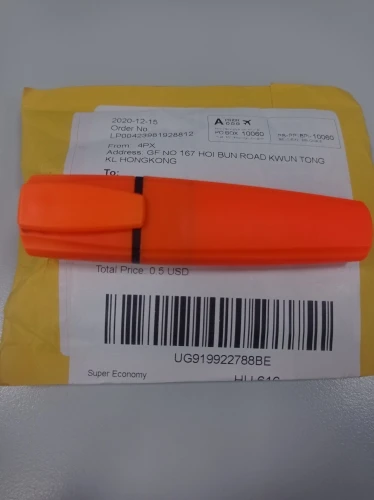 2020-12-15
Order No
LP00423981928812
From: 4PX
Address: GF NO 167 HOI BUN ROAD KWUN TONG
KL HONGKONG
To:
Total Price: 0.5 USD
UG919922788BE
Super Economy